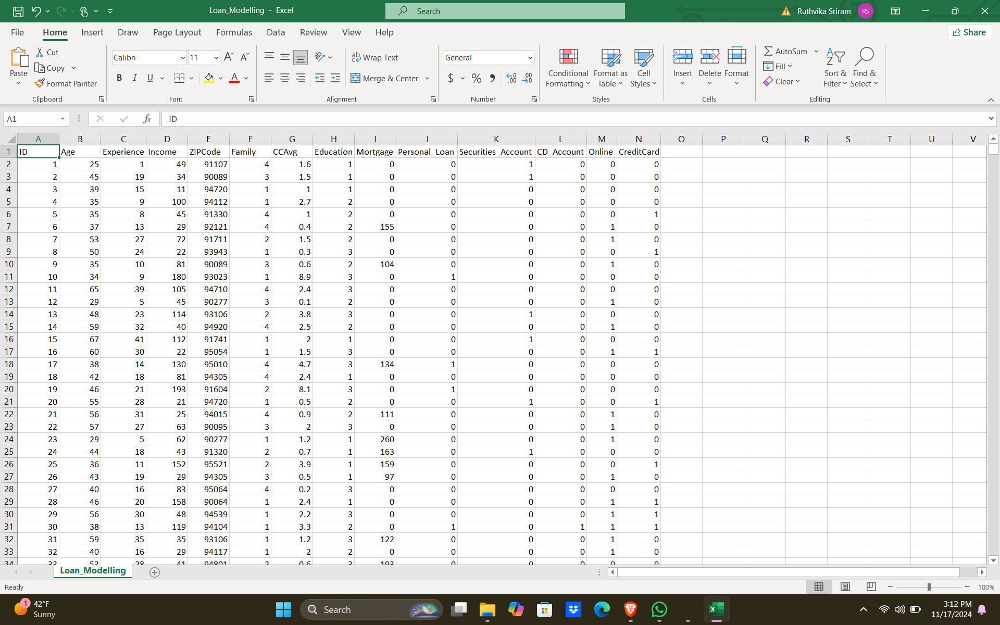 Loan_Modelling - Excel
Search
Ruthvika Sriram
RS
File Home Insert Draw Page Layout Formulas Data Review View Help
Share
Paste
Cut
Copy
Format Painter
Clipboard
Calibri 11
B I U
Font
Wrap Text
Merge & Center
Alignment
General
$ % 9
Number
Conditional Formatting
Format as Table
Cell Styles
Styles
Insert Delete Format
Cells
AutoSum
Fill
Clear
Sort & Filter
Find & Select
Editing
A1 fx ID
A B C D E F G H I J K L M N O P Q R S T U V
1 ID Age Experience Income ZIPCode Family CCAvg Education Mortgage Personal_Loan Securities_Account CD_Account Online CreditCard
2 1 25 1 49 91107 4 1.6 1 0 0 1 0 0 0
3 2 45 19 34 90089 3 1.5 1 0 0 1 0 0 0
4 3 39 15 11 94720 1 1 1 0 0 0 0 0 0
5 4 35 9 100 94112 1 2.7 2 0 0 0 0 0 0
6 5 35 8 45 91330 4 1 2 0 0 0 0 0 1
7 6 37 13 29 92121 4 0.4 2 155 0 0 0 1 0
8 7 53 27 72 91711 2 1.5 2 0 0 0 0 1 0
9 8 50 24 22 93943 1 0.3 3 0 0 0 0 0 1
10 9 35 10 81 90089 3 0.6 2 104 0 0 0 1 0
11 10 34 9 180 93023 1 8.9 3 0 1 0 0 0 0
12 11 65 39 105 94710 4 2.4 3 0 0 0 0 0 0
13 12 29 5 45 90277 3 0.1 2 0 0 0 0 1 0
14 13 48 23 114 93106 2 3.8 3 0 0 1 0 0 0
15 14 59 32 40 94920 4 2.5 2 0 0 0 0 1 0
16 15 67 41 112 91741 1 2 1 0 0 1 0 0 0
17 16 60 30 22 95054 1 1.5 3 0 0 0 0 1 1
18 17 38 14 130 95010 4 4.7 3 134 1 0 0 0 0
19 18 42 18 81 94305 4 2.4 1 0 0 0 0 0 0
20 19 46 21 193 91604 2 8.1 3 0 1 0 0 0 0
21 20 55 28 21 94720 1 0.5 2 0 0 1 0 0 1
22 21 56 31 25 94015 4 0.9 2 111 0 0 0 1 0
23 22 57 27 63 90095 3 2 3 0 0 0 0 1 0
24 23 29 5 62 90277 1 1.2 1 260 0 0 0 1 0
25 24 44 18 43 91320 2 0.7 1 163 0 1 0 0 0
26 25 36 11 152 95521 2 3.9 1 159 0 0 0 0 1
27 26 43 19 29 94305 3 0.5 1 97 0 0 0 1 0
28 27 40 16 83 95064 4 0.2 3 0 0 0 0 0 0
29 28 46 20 158 90064 1 2.4 1 0 0 0 0 1 1
30 29 56 30 48 94539 1 2.2 3 0 0 0 0 1 1
31 30 38 13 119 94104 1 3.3 2 0 1 0 1 1 1
32 31 59 35 35 93106 1 1.2 3 122 0 0 0 1 0
33 32 40 16 29 94117 1 2 2 0 0 0 0 1 0
34 33 53 28 41 94801 2 0.6 3 193 0 0 0 0 0
Loan_Modelling
Ready
100%
1
42°F
Sunny
Search
3:12 PM
11/17/2024